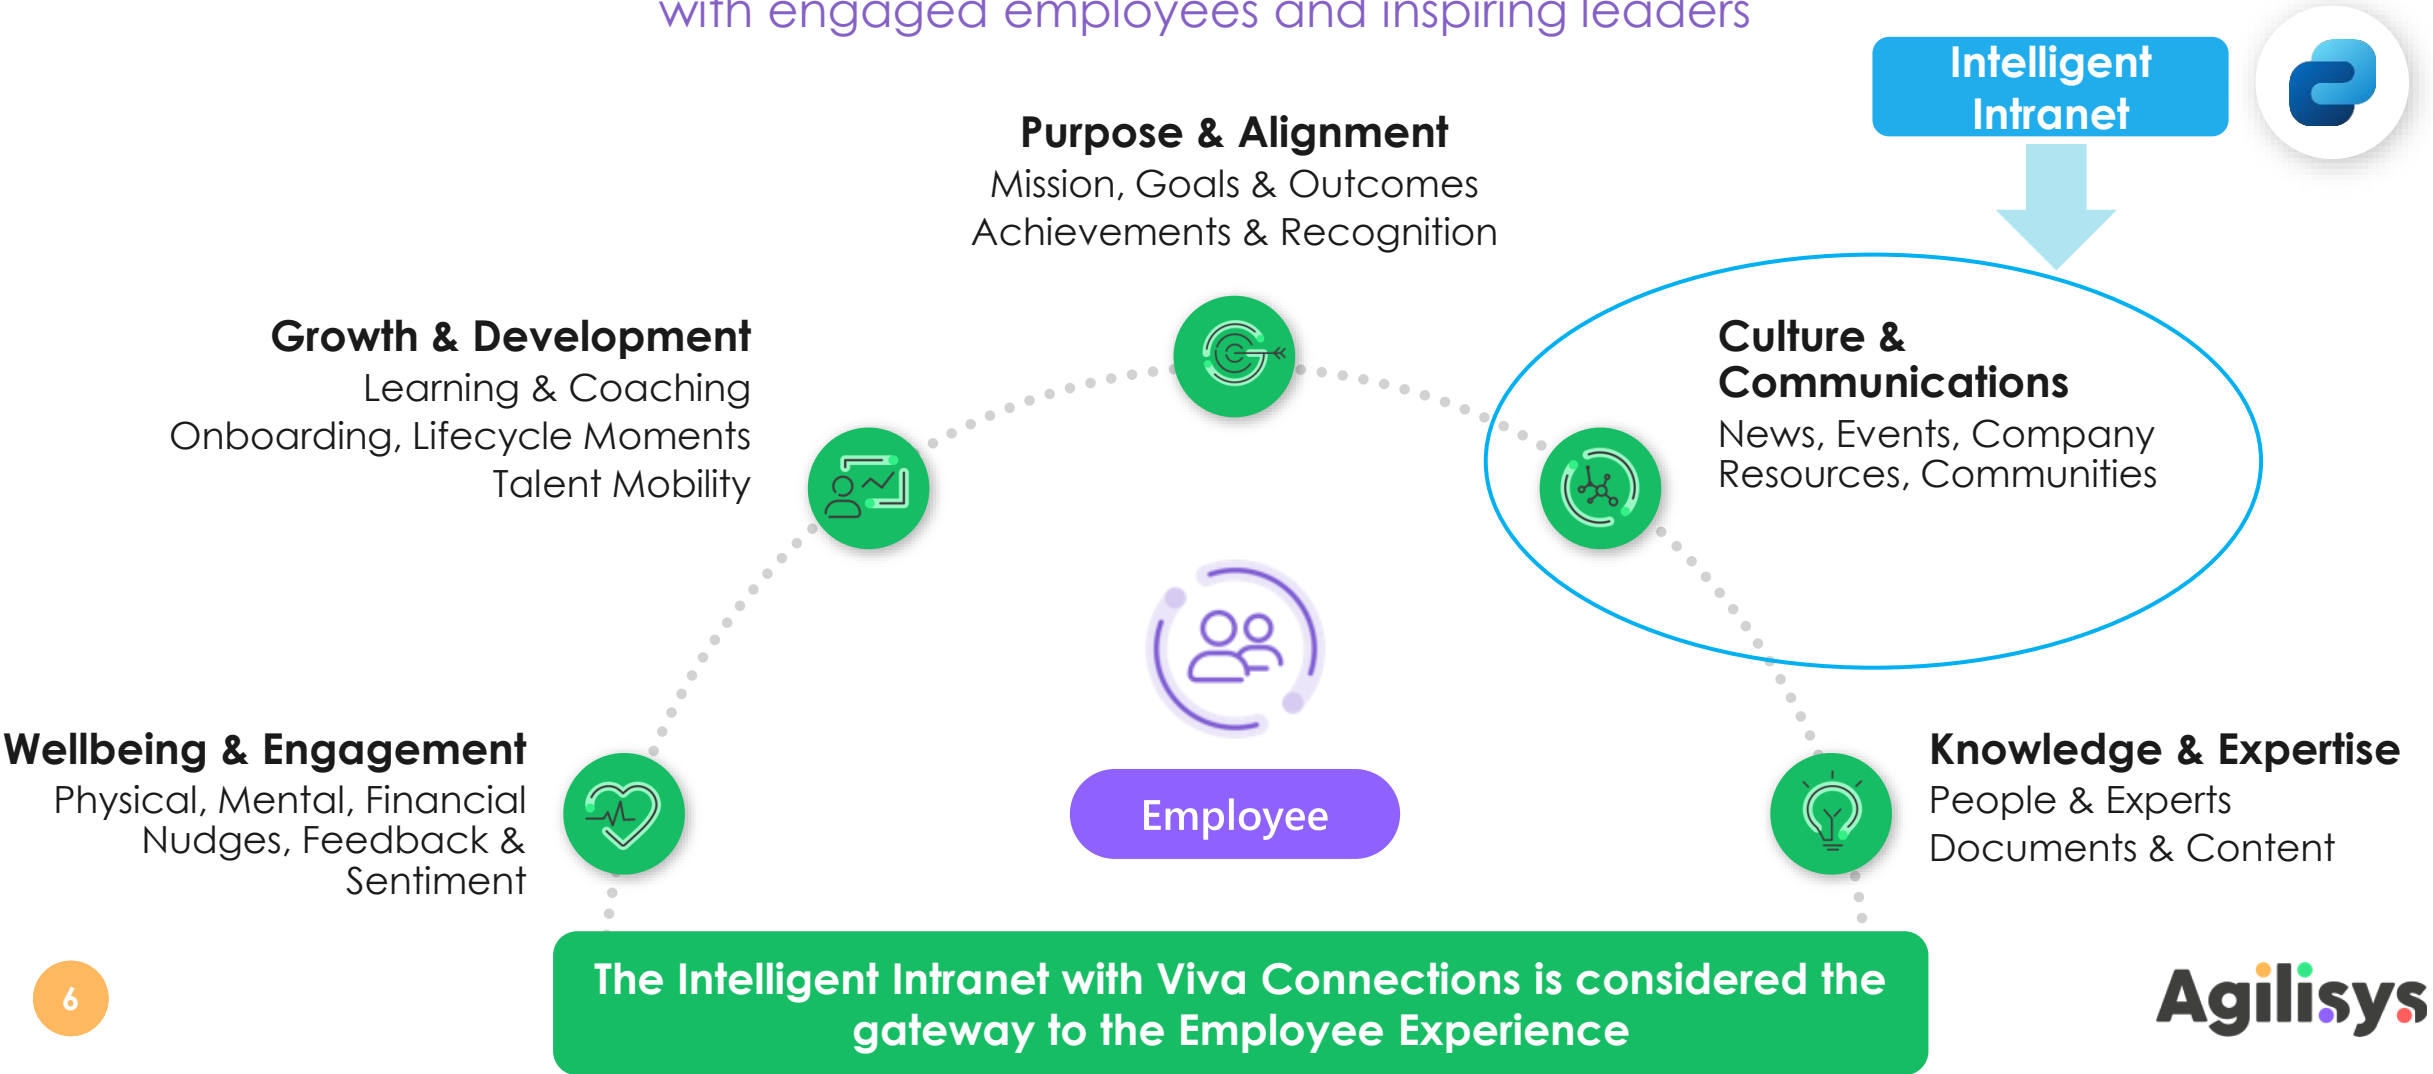 with engaged employees and inspiring leaders
Intelligent
Intranet
Purpose & Alignment
Mission, Goals & Outcomes
Achievements & Recognition
Growth & Development
Learning & Coaching
Onboarding, Lifecycle Moments
Talent Mobility
Culture &
Communications
News, Events, Company
Resources, Communities
Wellbeing & Engagement
Physical, Mental, Financial
Nudges, Feedback &
Sentiment
Employee
Knowledge & Expertise
People & Experts
Documents & Content
The Intelligent Intranet with Viva Connections is considered the
gateway to the Employee Experience
6
Agilisys